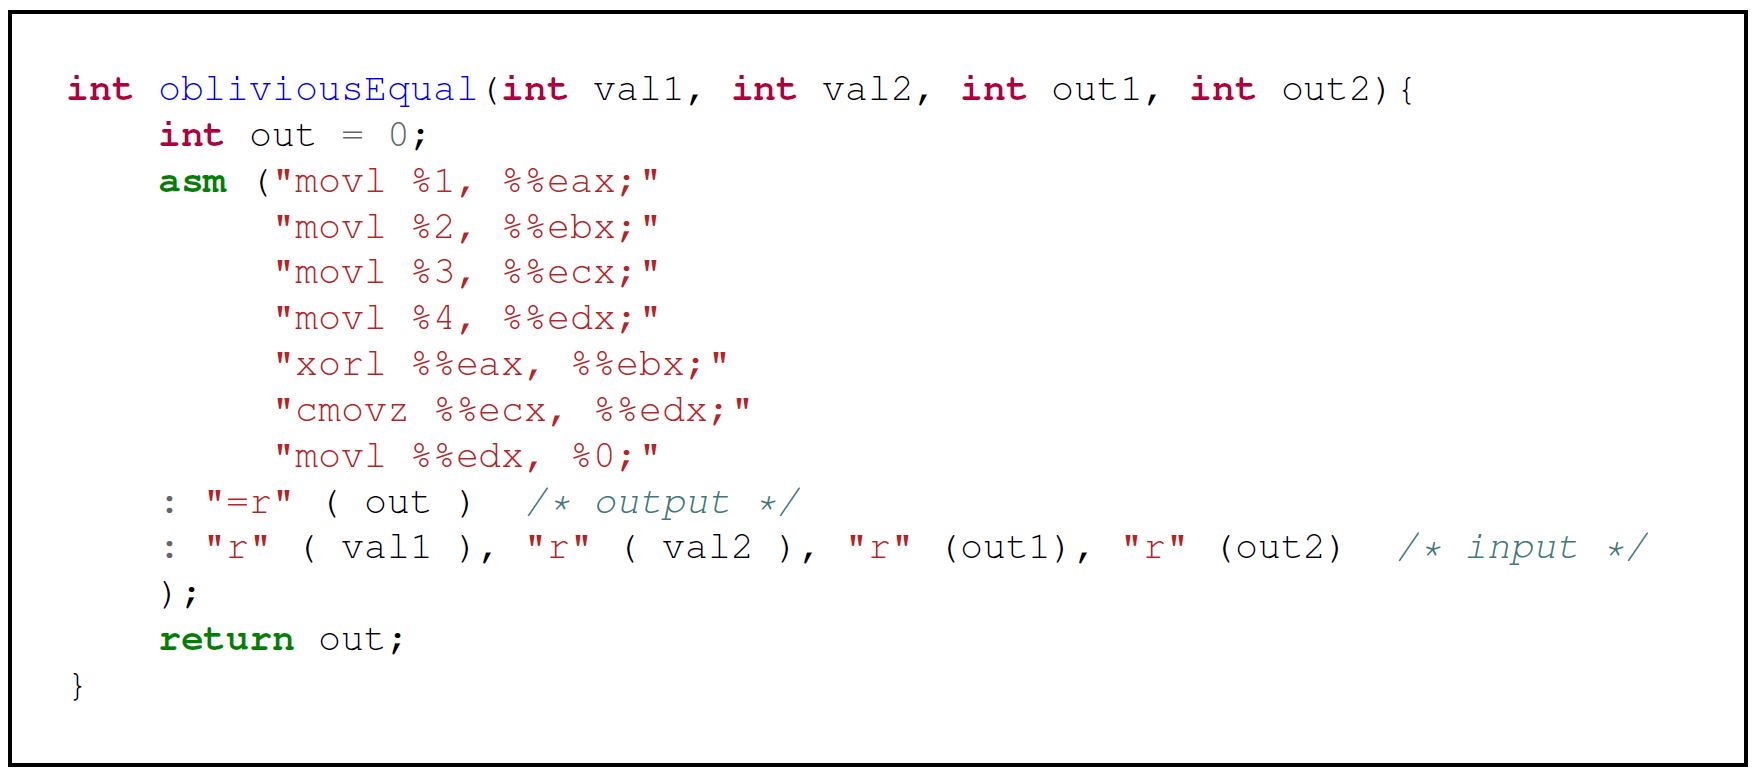 int obliviousEqual(int val1, int val2, int out1, int out2){
    int out = 0;
    asm ("movl %1, %%eax;"
         "movl %2, %%ebx;"
         "movl %3, %%ecx;"
         "movl %4, %%edx;"
         "xorl %%eax, %%ebx;"
         "cmovz %%ecx, %%edx;"
         "movl %%edx, %0;"
    : "=r" ( out )  /* output */
    : "r" ( val1 ), "r" ( val2 ), "r" (out1), "r" (out2)  /* input */
    );
    return out;
}